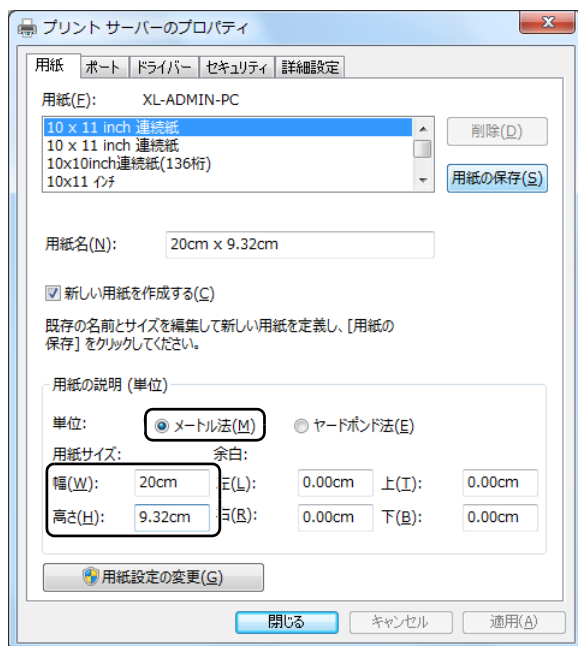 プリント サーバーのプロパティ
用紙 ポート ドライバー セキュリティ 詳細設定
用紙(F): XL-ADMIN-PC
10 x 11 inch 連続紙
10 x 11 inch 連続紙
10x10inch連続紙(136桁)
10x11 インチ
削除(D)
用紙の保存(S)
用紙名(N): 20cm x 9.32cm
新しい用紙を作成する(C)
既存の名前とサイズを編集して新しい用紙を定義し、[用紙の
保存] をクリックしてください。
用紙の説明 (単位)
単位: メートル法(M) ヤードポンド法(E)
用紙サイズ: 余白:
幅(W): 20cm 左(L): 0.00cm 上(T): 0.00cm
高さ(H): 9.32cm 右(R): 0.00cm 下(B): 0.00cm
用紙設定の変更(G)
閉じる キャンセル 適用(A)